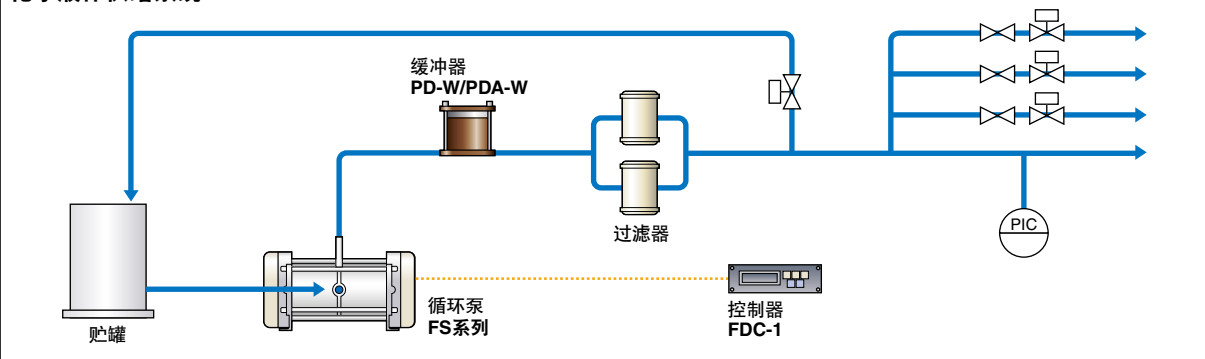 缓冲器
PD-W/PDA-W
过滤器
PIC
贮罐
循环泵
FS系列
控制器
FDC-1